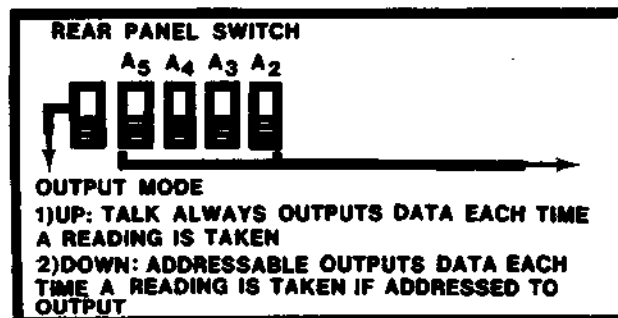 REAR PANEL SWITCH
A5 A4 A3 A2
OUTPUT MODE
1)UP: TALK ALWAYS OUTPUTS DATA EACH TIME
A READING IS TAKEN
2)DOWN: ADDRESSABLE OUTPUTS DATA EACH
TIME A READING IS TAKEN IF ADDRESSED TO
OUTPUT